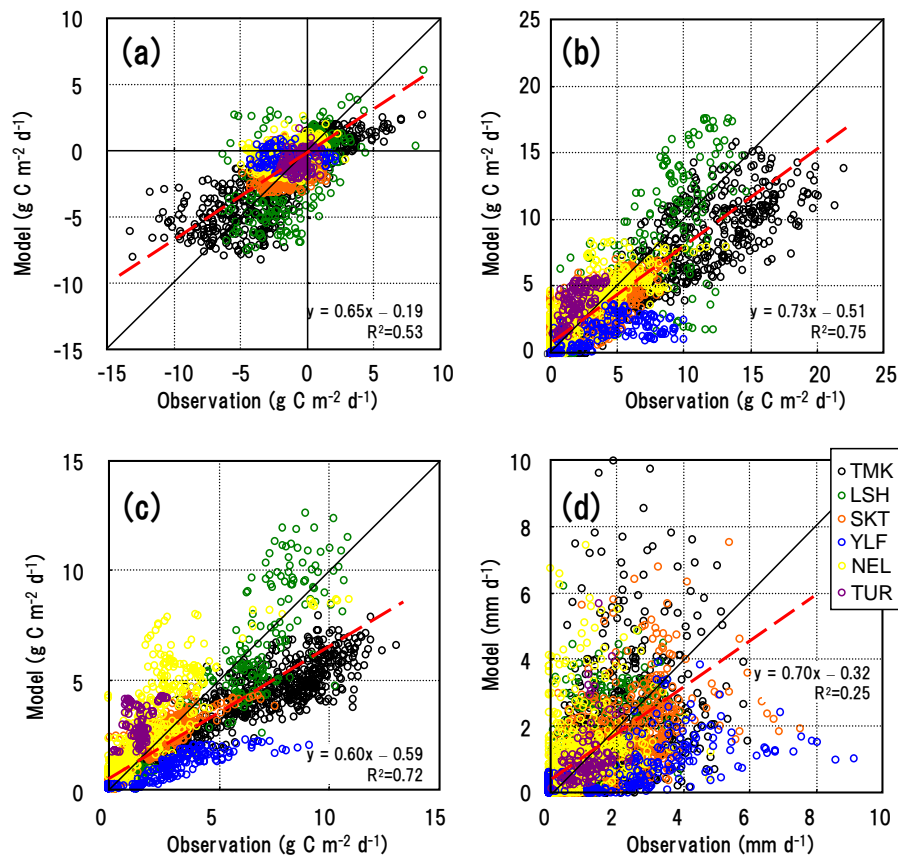 (a)
10
5
0
-5
-10
-15
Model (g C m⁻² d⁻¹)
y = 0.65x – 0.19
R²=0.53
-15 -10 -5 0 5 10
Observation (g C m⁻² d⁻¹)
(b)
25
20
15
10
5
0
Model (g C m⁻² d⁻¹)
y = 0.73x – 0.51
R²=0.75
0 5 10 15 20 25
Observation (g C m⁻² d⁻¹)
(c)
15
10
5
0
Model (g C m⁻² d⁻¹)
y = 0.60x – 0.59
R²=0.72
0 5 10 15
Observation (g C m⁻² d⁻¹)
(d)
10
8
6
4
2
0
Model (mm d⁻¹)
TMK
LSH
SKT
YLF
NEL
TUR
y = 0.70x – 0.32
R²=0.25
0 2 4 6 8 10
Observation (mm d⁻¹)